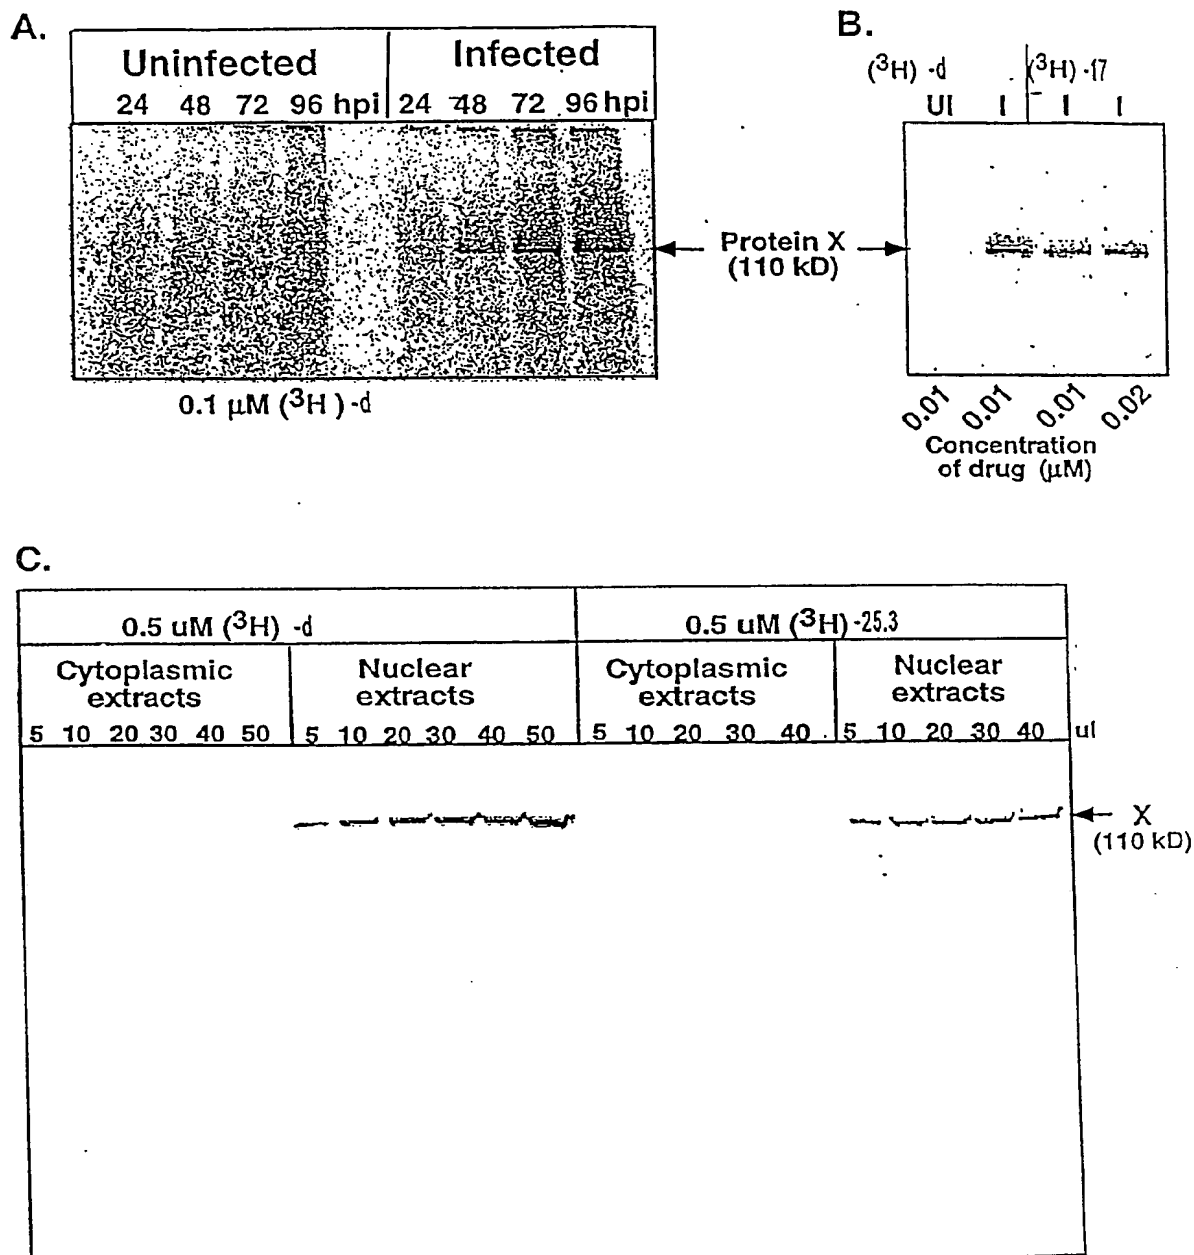 A.
Uninfected
Infected
24 48 72 96 hpi 24 48 72 96 hpi
0.1 µM (³H) -d
Protein X
(110 kD)
B.
(³H) -d (³H) -17
UI I I I
0.01 0.01 0.01 0.02
Concentration
of drug (µM)
C.
0.5 uM (³H) -d
0.5 uM (³H) -25.3
Cytoplasmic
extracts
Nuclear
extracts
Cytoplasmic
extracts
Nuclear
extracts
5 10 20 30 40 50 5 10 20 30 40 50 5 10 20 30 40 5 10 20 30 40 ul
X
(110 kD)